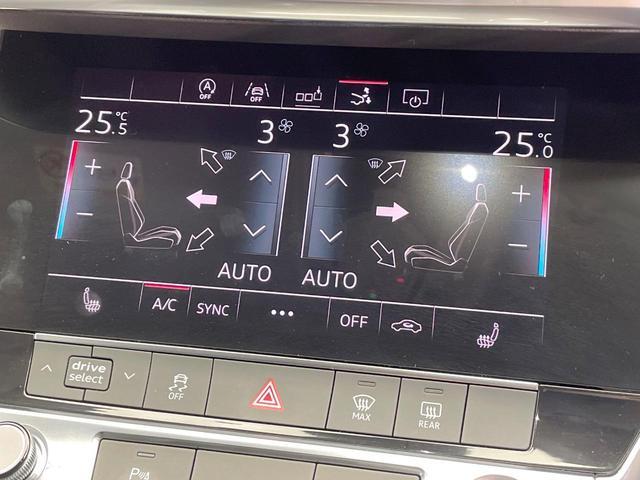 A OFF
OFF
25.5 °C 3 3 25.0 °C
+ +
− −
AUTO AUTO
A/C SYNC ••• OFF
drive select
OFF
MAX
REAR
P